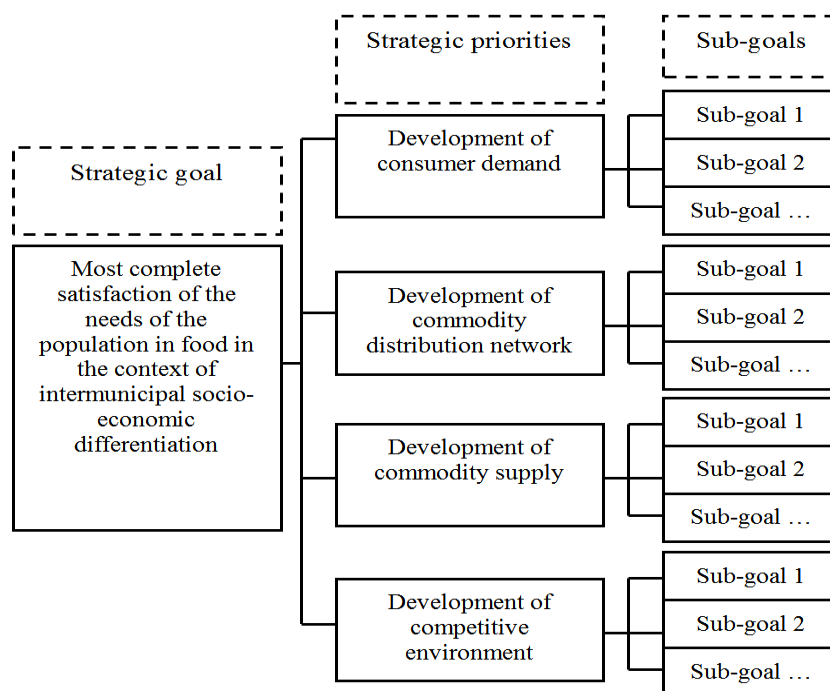 Strategic goal
Most complete
satisfaction of the
needs of the
population in food in
the context of
intermunicipal socio-
economic
differentiation
Strategic priorities
Development of
consumer demand
Development of
commodity
distribution network
Development of
commodity supply
Development of
competitive
environment
Sub-goals
Sub-goal 1
Sub-goal 2
Sub-goal …
Sub-goal 1
Sub-goal 2
Sub-goal …
Sub-goal 1
Sub-goal 2
Sub-goal …
Sub-goal 1
Sub-goal 2
Sub-goal …